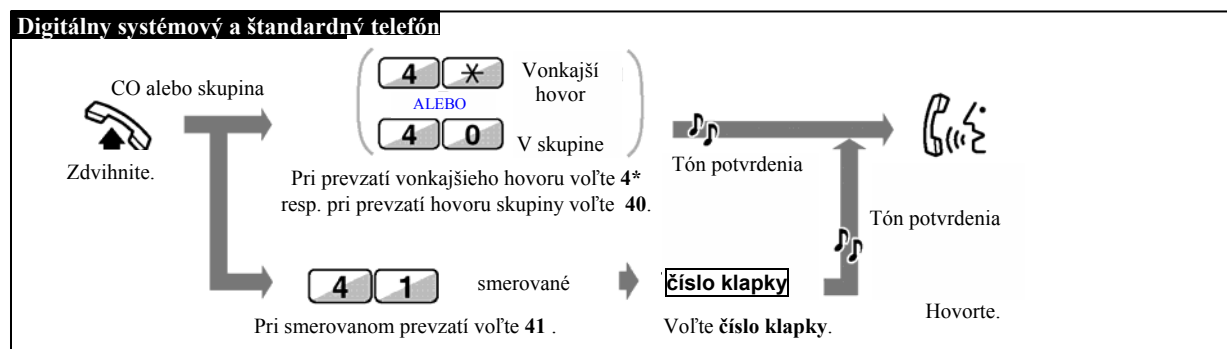 Digitálny systémový a štandardný telefón
CO alebo skupina
Zdvihnite.
4 * Vonkajší
hovor
ALEBO
4 0 V skupine
Pri prevzatí vonkajšieho hovoru voľte 4*
resp. pri prevzatí hovoru skupiny voľte 40.
Tón potvrdenia
Tón potvrdenia
4 1 smerované
číslo klapky
Pri smerovanom prevzatí voľte 41 .
Voľte číslo klapky.
Hovorte.